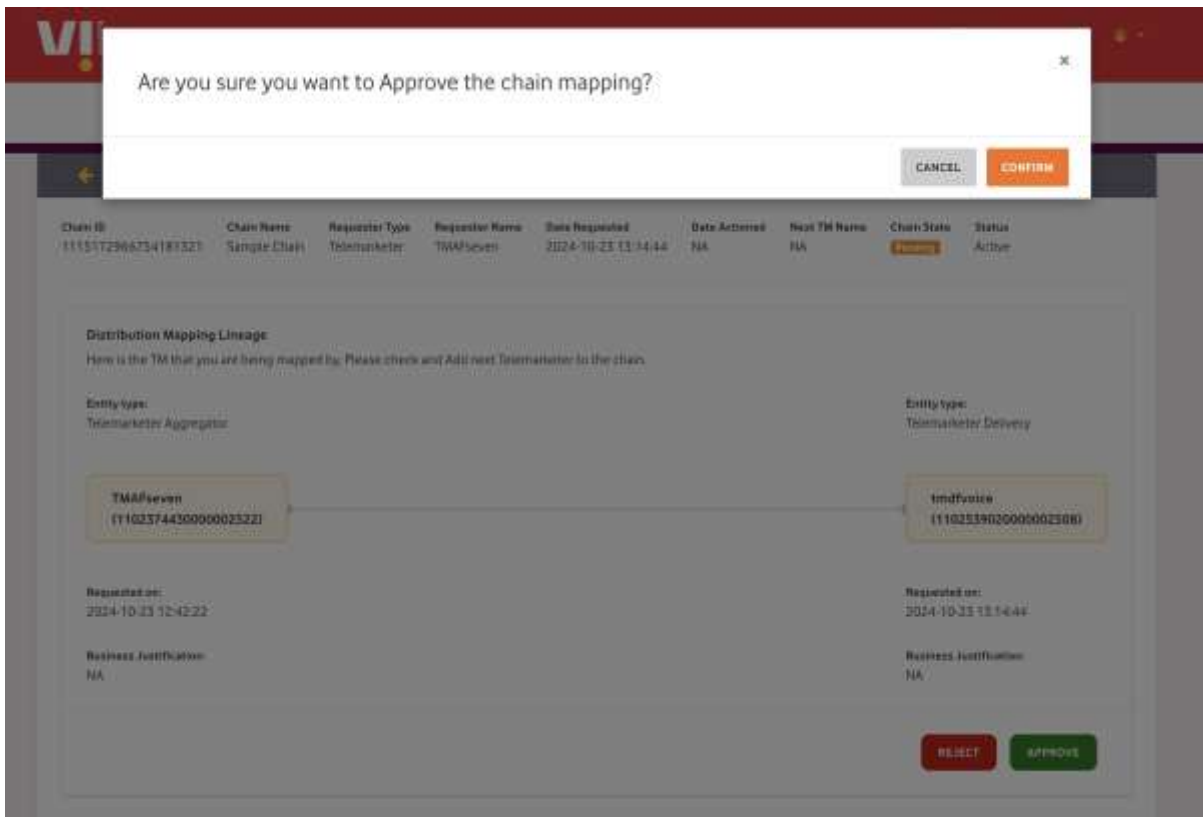 VI
Are you sure you want to Approve the chain mapping?
×
CANCEL CONFIRM
Chain ID Chain Name Requester Type Requester Name Date Requested Date Actioned Next TM Name Chain State Status
Sample Chain Telemarketer TMAFseven 2024-10-23 13:14:44 NA NA Pending Active
Distribution Mapping Lineage
Here is the TM that you are being mapped by. Please check and Add next Telemarketer to the chain.
Entity type: Entity type:
Telemarketer Aggregator Telemarketer Delivery
TMAFseven tmdfvoice
(1102374430000002522) (1102539020000002508)
Requested on: Requested on:
2024-10-23 12:42:22 2024-10-23 13:14:44
Business Justification: Business Justification:
NA NA
REJECT APPROVE